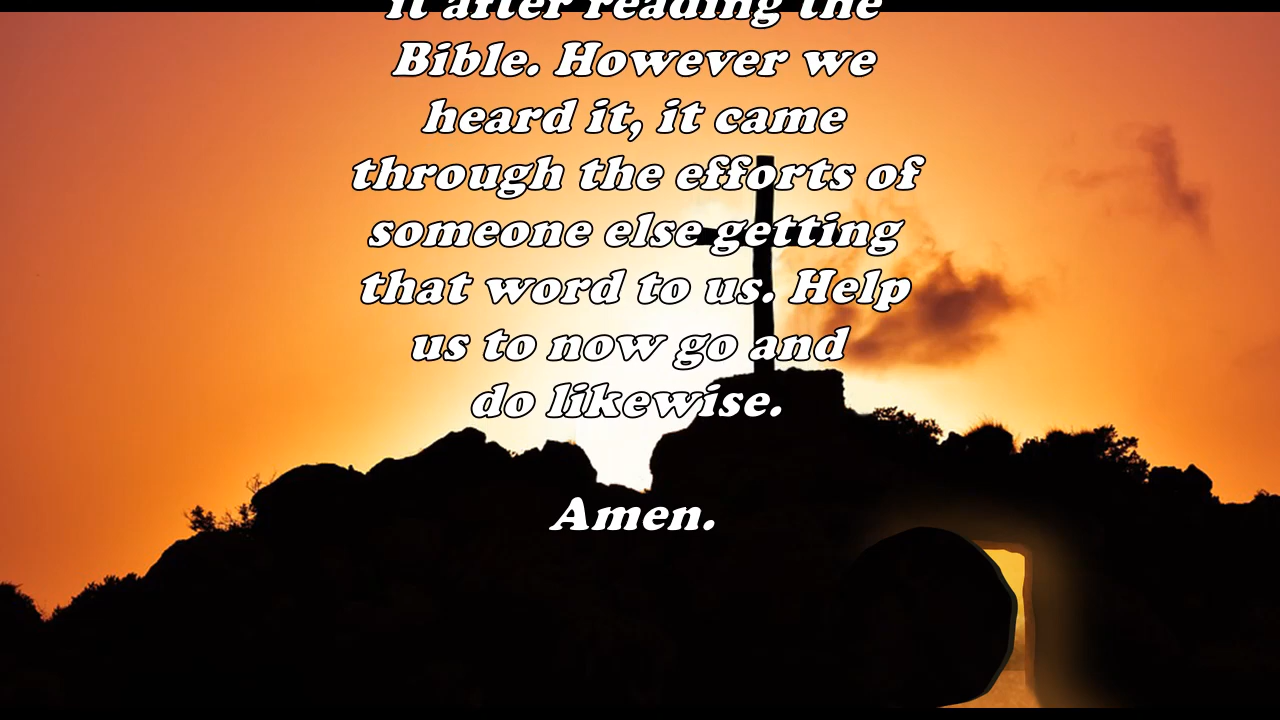 it after reading the
Bible. However we
heard it, it came
through the efforts of
someone else getting
that word to us. Help
us to now go and
do likewise.
Amen.